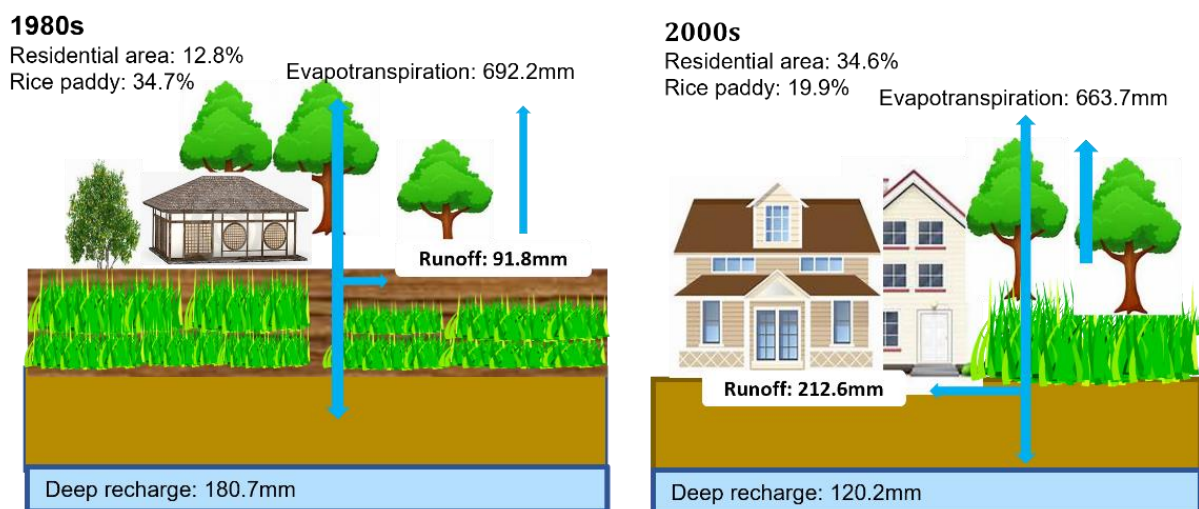 1980s
Residential area: 12.8%
Rice paddy: 34.7%
Evapotranspiration: 692.2mm
Runoff: 91.8mm
Deep recharge: 180.7mm
2000s
Residential area: 34.6%
Rice paddy: 19.9%
Evapotranspiration: 663.7mm
Runoff: 212.6mm
Deep recharge: 120.2mm